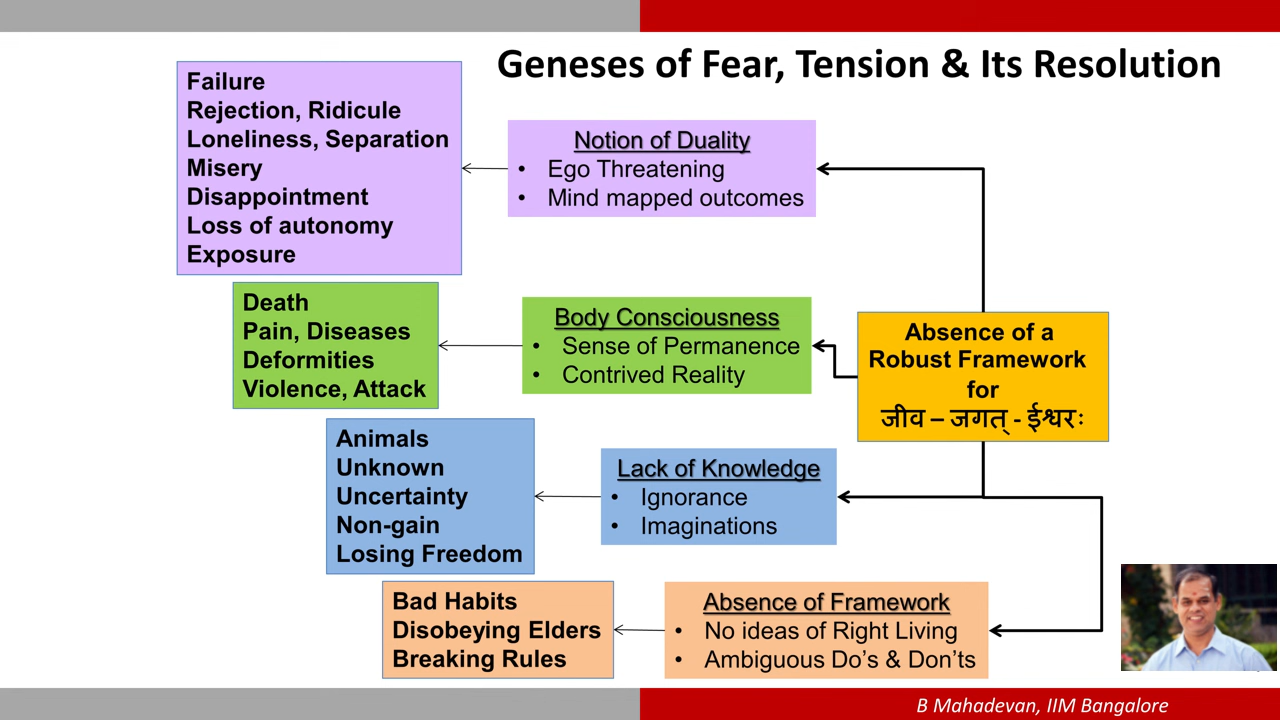 Geneses of Fear, Tension & Its Resolution
Failure
Rejection, Ridicule
Loneliness, Separation
Misery
Disappointment
Loss of autonomy
Exposure
Notion of Duality
• Ego Threatening
• Mind mapped outcomes
Death
Pain, Diseases
Deformities
Violence, Attack
Body Consciousness
• Sense of Permanence
• Contrived Reality
Absence of a
Robust Framework
for
जीव – जगत् - ईश्वरः
Animals
Unknown
Uncertainty
Non-gain
Losing Freedom
Lack of Knowledge
• Ignorance
• Imaginations
Bad Habits
Disobeying Elders
Breaking Rules
Absence of Framework
• No ideas of Right Living
• Ambiguous Do's & Don'ts
B Mahadevan, IIM Bangalore